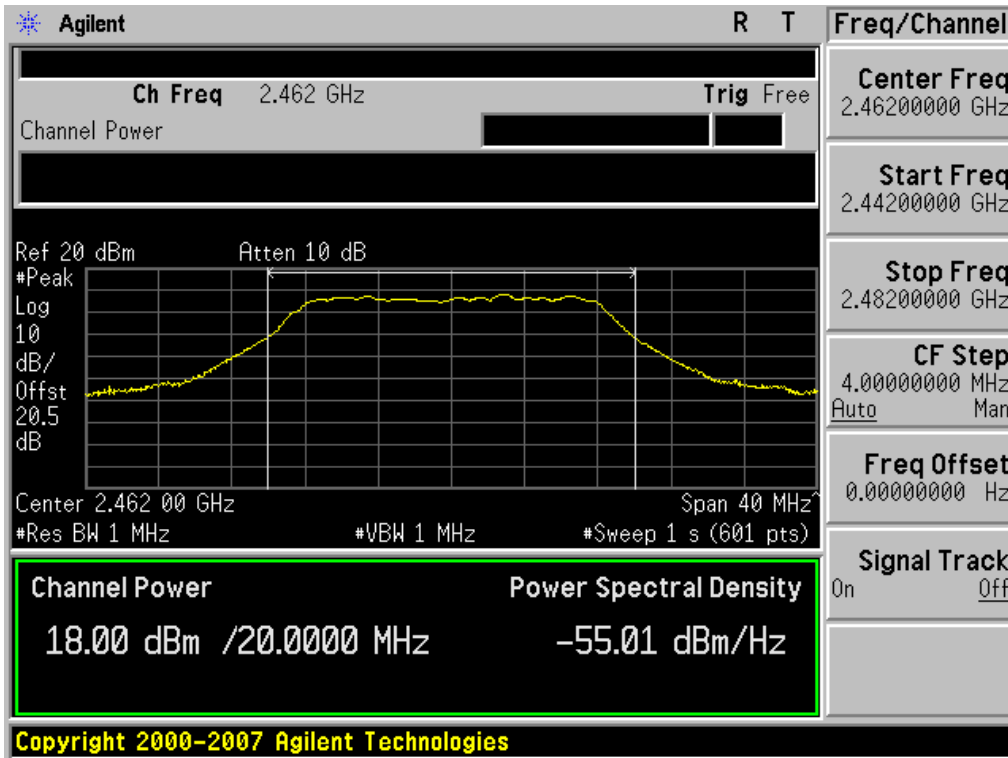 Agilent R T
Ch Freq 2.462 GHz Trig Free
Channel Power
Ref 20 dBm Atten 10 dB
#Peak
Log
10
dB/
Offst
20.5
dB
Center 2.462 00 GHz Span 40 MHz^
#Res BW 1 MHz #VBW 1 MHz #Sweep 1 s (601 pts)
Channel Power Power Spectral Density
18.00 dBm /20.0000 MHz -55.01 dBm/Hz
Copyright 2000-2007 Agilent Technologies
Freq/Channel
Center Freq
2.46200000 GHz
Start Freq
2.44200000 GHz
Stop Freq
2.48200000 GHz
CF Step
4.00000000 MHz
Auto Man
Freq Offset
0.00000000 Hz
Signal Track
On Off